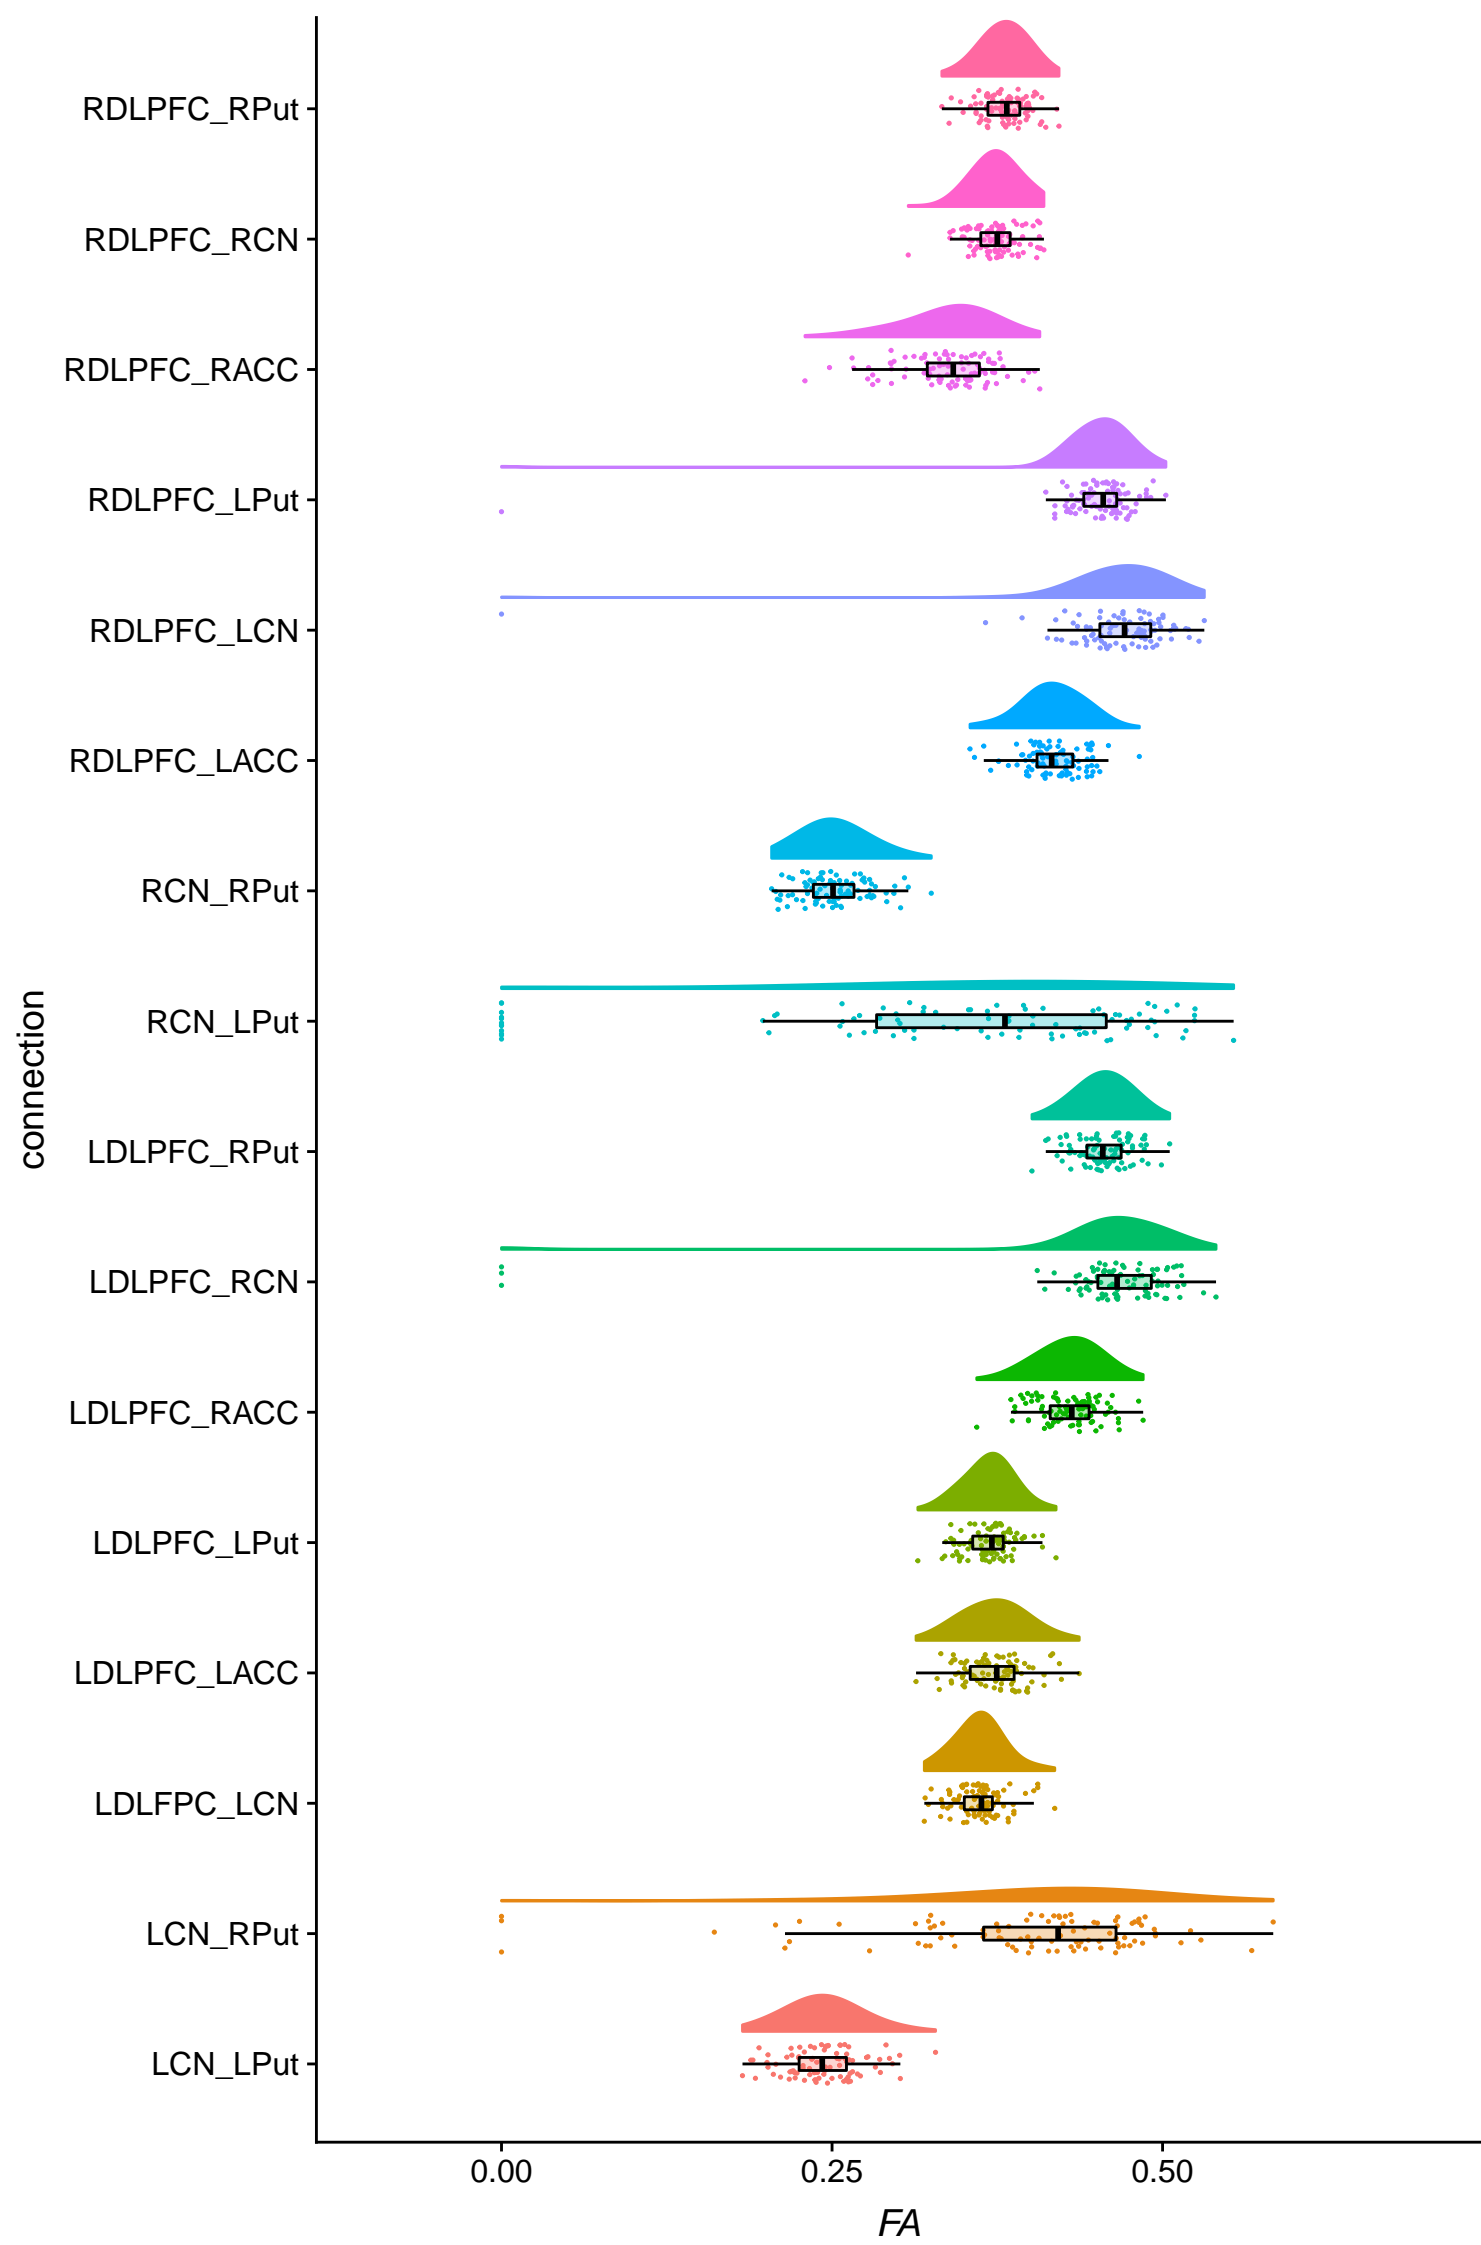 RDLPFC_RPut
RDLPFC_RCN
RDLPFC_RACC
RDLPFC_LPut
RDLPFC_LCN
RDLPFC_LACC
RCN_RPut
RCN_LPut
LDLPFC_RPut
LDLPFC_RCN
LDLPFC_RACC
LDLPFC_LPut
LDLPFC_LACC
LDLFPC_LCN
LCN_RPut
LCN_LPut
connection
0.00 0.25 0.50
FA